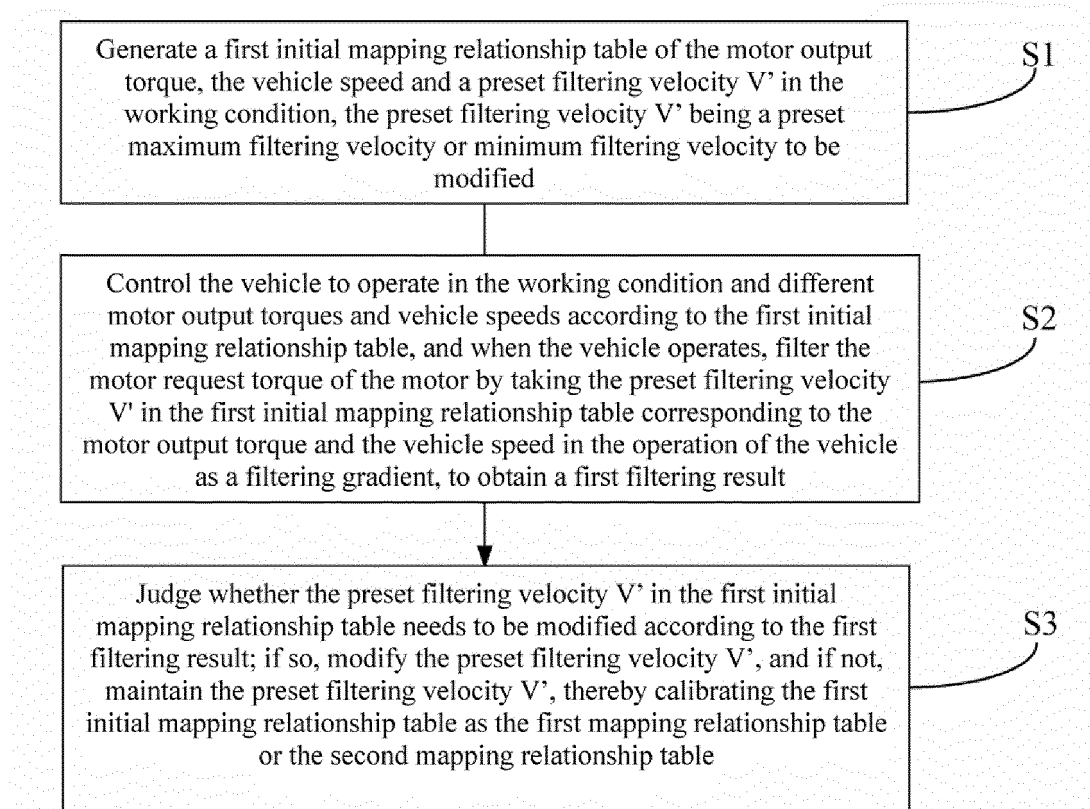 Generate a first initial mapping relationship table of the motor output
torque, the vehicle speed and a preset filtering velocity V’ in the
working condition, the preset filtering velocity V’ being a preset
maximum filtering velocity or minimum filtering velocity to be
modified
S1
Control the vehicle to operate in the working condition and different
motor output torques and vehicle speeds according to the first initial
mapping relationship table, and when the vehicle operates, filter the
motor request torque of the motor by taking the preset filtering velocity
V' in the first initial mapping relationship table corresponding to the
motor output torque and the vehicle speed in the operation of the vehicle
as a filtering gradient, to obtain a first filtering result
S2
Judge whether the preset filtering velocity V’ in the first initial
mapping relationship table needs to be modified according to the first
filtering result; if so, modify the preset filtering velocity V’, and if not,
maintain the preset filtering velocity V’, thereby calibrating the first
initial mapping relationship table as the first mapping relationship table
or the second mapping relationship table
S3